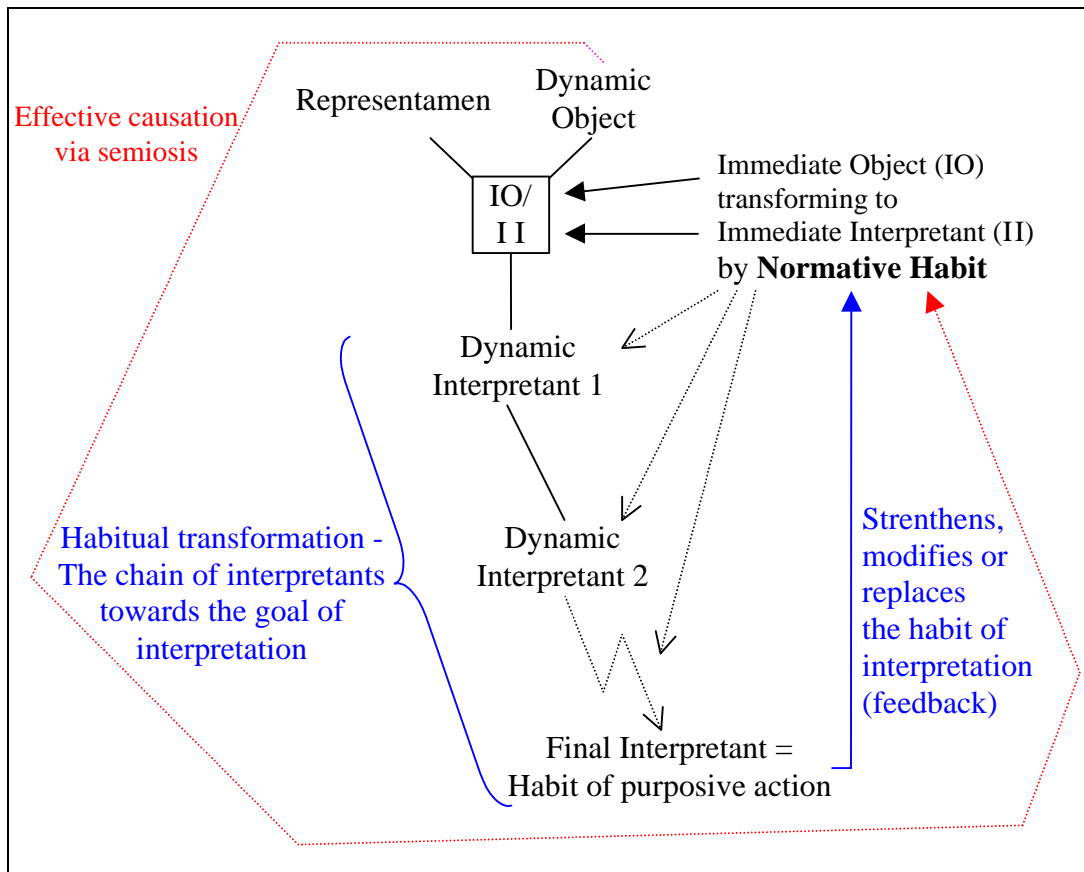 Representamen
Dynamic
Object
Effective causation
via semiosis
IO/
I I
Immediate Object (IO)
transforming to
Immediate Interpretant (II)
by Normative Habit
Dynamic
Interpretant 1
Habitual transformation -
The chain of interpretants
towards the goal of
interpretation
Dynamic
Interpretant 2
Strenthens,
modifies or
replaces
the habit of
interpretation
(feedback)
Final Interpretant =
Habit of purposive action